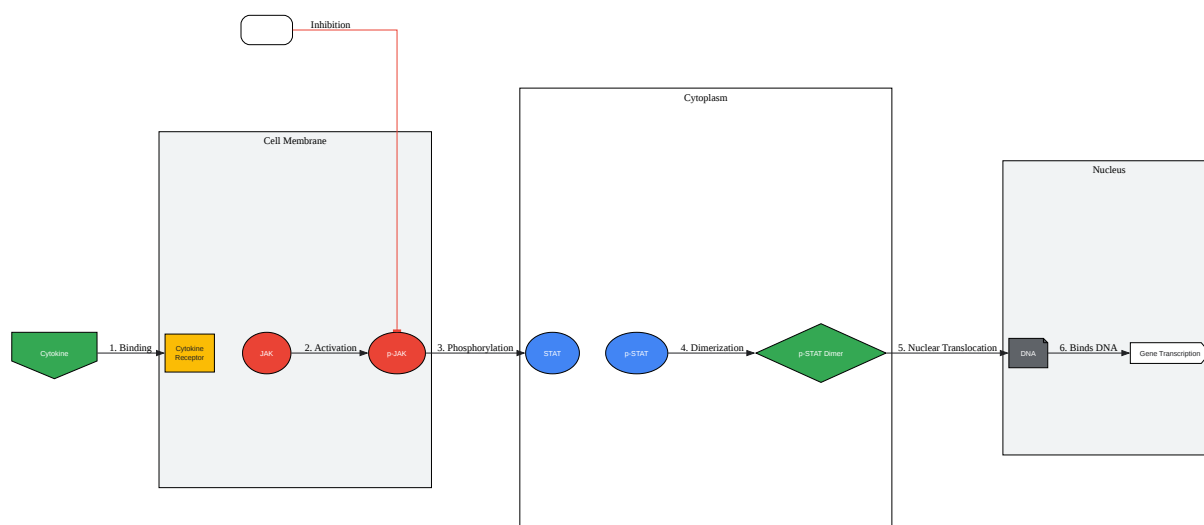 Inhibition
Cytoplasm
Cell Membrane
Nucleus
Cytokine
1. Binding
Cytokine
Receptor
JAK
2. Activation
p-JAK
3. Phosphorylation
STAT
p-STAT
4. Dimerization
p-STAT Dimer
5. Nuclear Translocation
DNA
6. Binds DNA
Gene Transcription